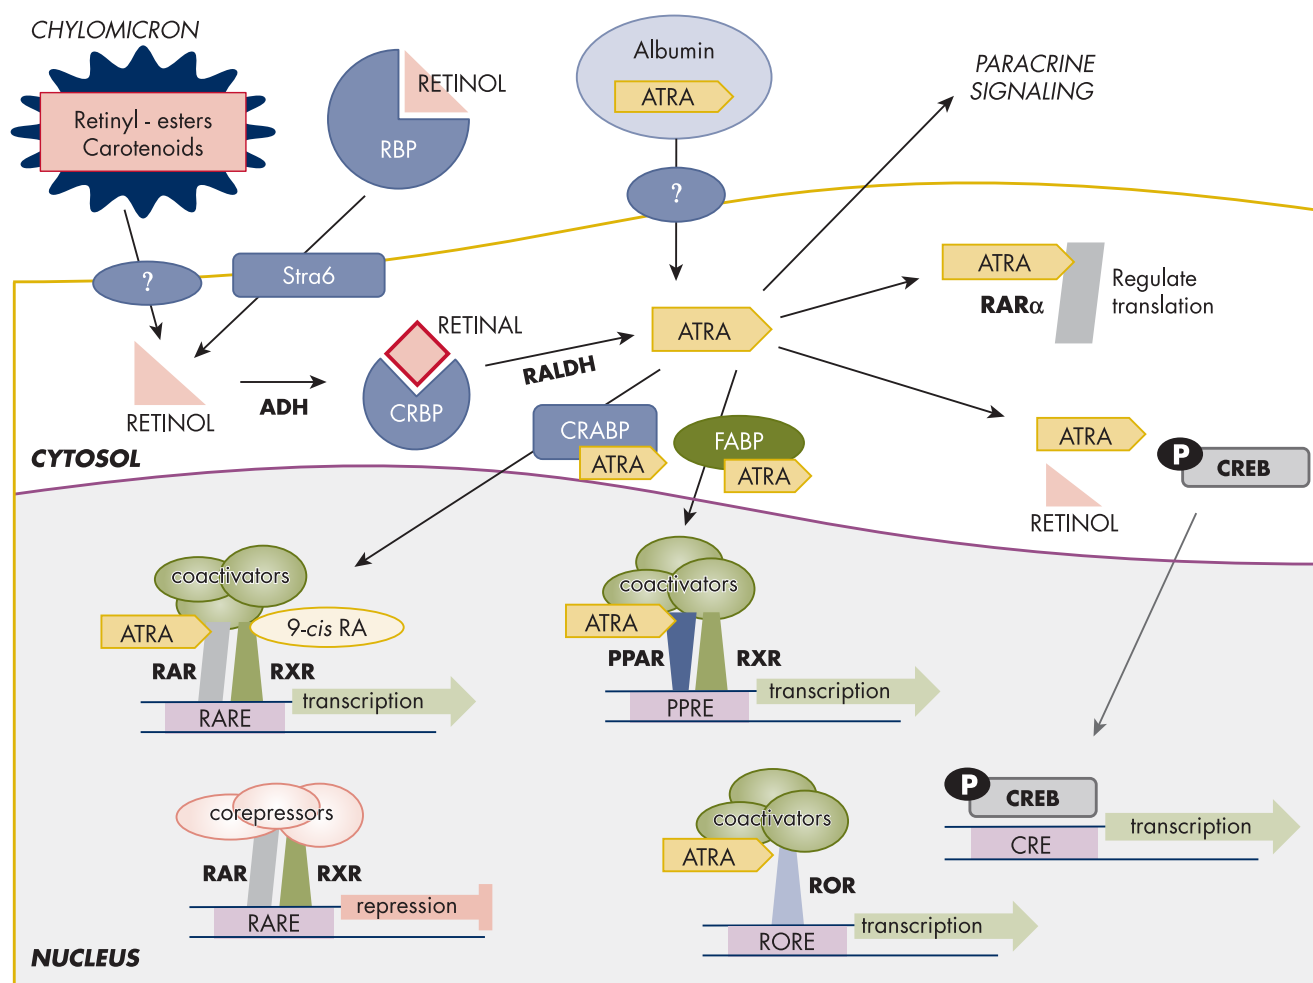 CHYLOMICRON
Retinyl - esters
Carotenoids
RETINOL
RBP
Albumin
ATRA
PARACRINE
SIGNALING
?
?
Stra6
ATRA
RARα
Regulate
translation
RETINOL
ADH
RETINAL
CRBP
RALDH
ATRA
CRABP
ATRA
FABP
ATRA
ATRA
RETINOL
P
CREB
CYTOSOL
coactivators
ATRA
9-cis RA
RAR
RXR
transcription
RARE
coactivators
ATRA
PPAR
RXR
transcription
PPRE
corepressors
RAR
RXR
repression
RARE
coactivators
ATRA
ROR
transcription
RORE
P
CREB
transcription
CRE
NUCLEUS